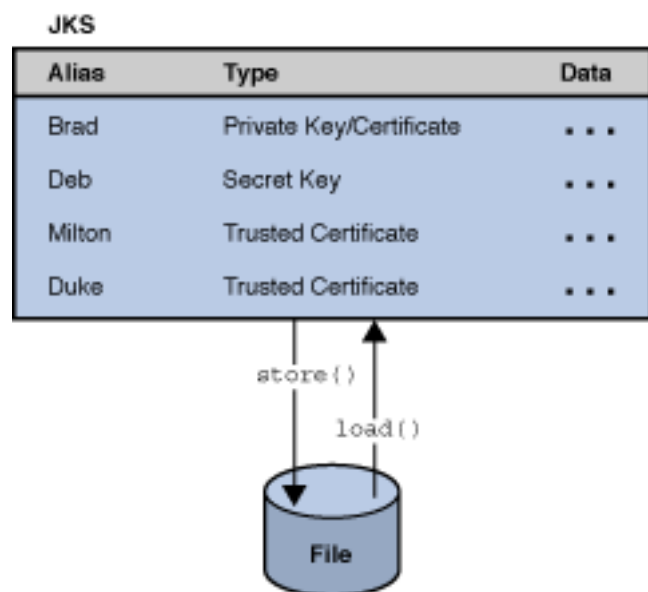 JKS
Alias Type Data
Brad Private Key/Certificate ...
Deb Secret Key ...
Milton Trusted Certificate ...
Duke Trusted Certificate ...
store()
load()
File